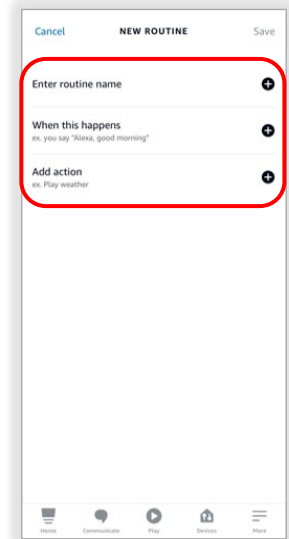 Cancel NEW ROUTINE Save
Enter routine name
When this happens
ex. you say "Alexa, good morning"
Add action
ex. Play weather
Home Communicate Play Devices More